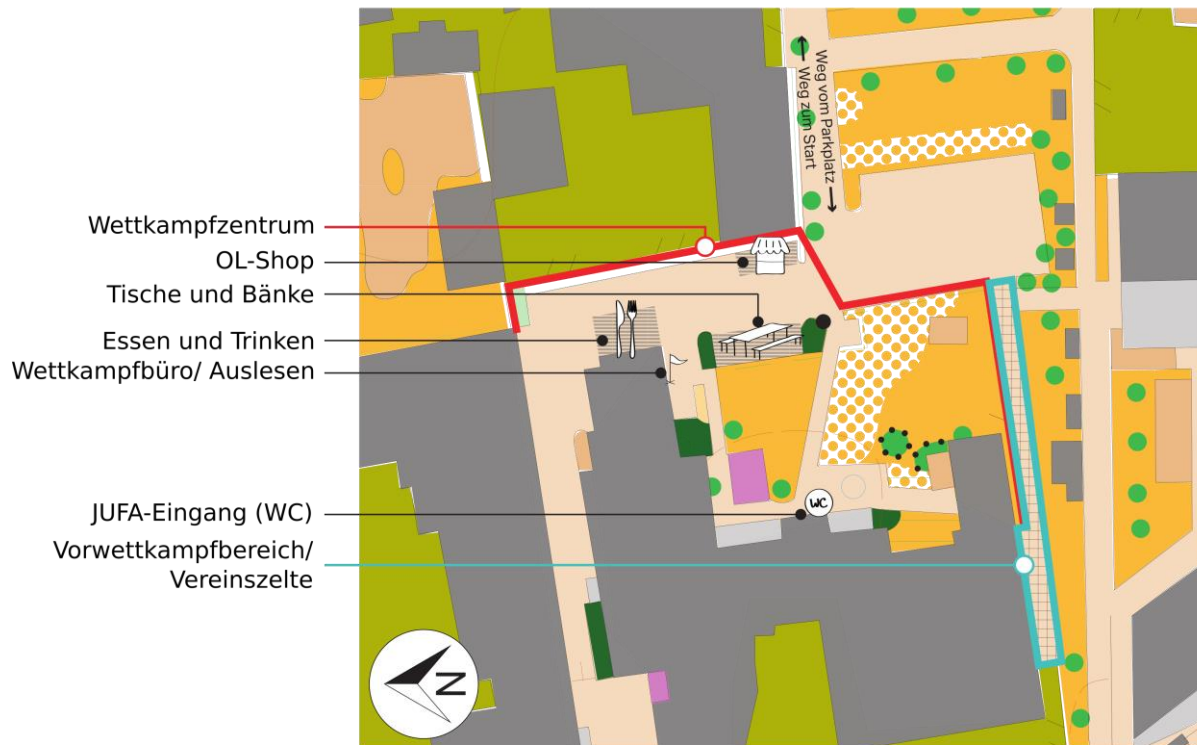 Weg vom Parkplatz
Weg zum Start
Wettkampfzentrum
OL-Shop
Tische und Bänke
Essen und Trinken
Wettkampfbüro/ Auslesen
JUFA-Eingang (WC)
WC
Vorwettkampfbereich/
Vereinszelte
N